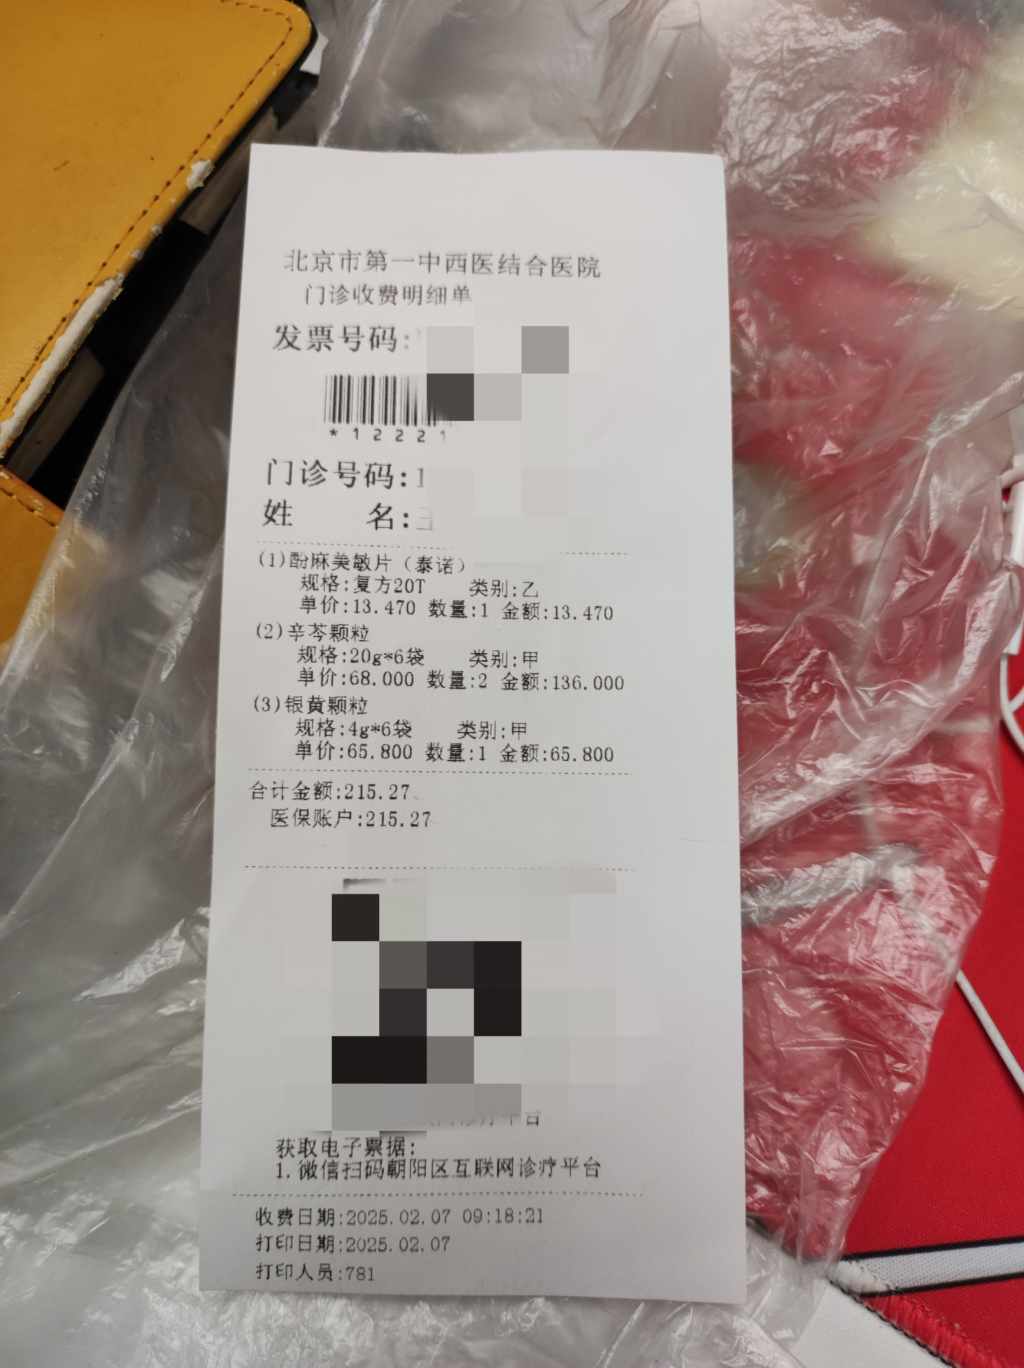 北京市第一中西医结合医院
门诊收费明细单
发票号码:
*12221
门诊号码:1
姓 名:
(1)酚麻美敏片（泰诺）
规格:复方20T 类别:乙
单价:13.470 数量:1 金额:13.470
(2)辛芩颗粒
规格:20g*6袋 类别:甲
单价:68.000 数量:2 金额:136.000
(3)银黄颗粒
规格:4g*6袋 类别:甲
单价:65.800 数量:1 金额:65.800
合计金额:215.27
医保账户:215.27
获取电子票据:
1.微信扫码朝阳区互联网诊疗平台
收费日期:2025.02.07 09:18:21
打印日期:2025.02.07
打印人员:781